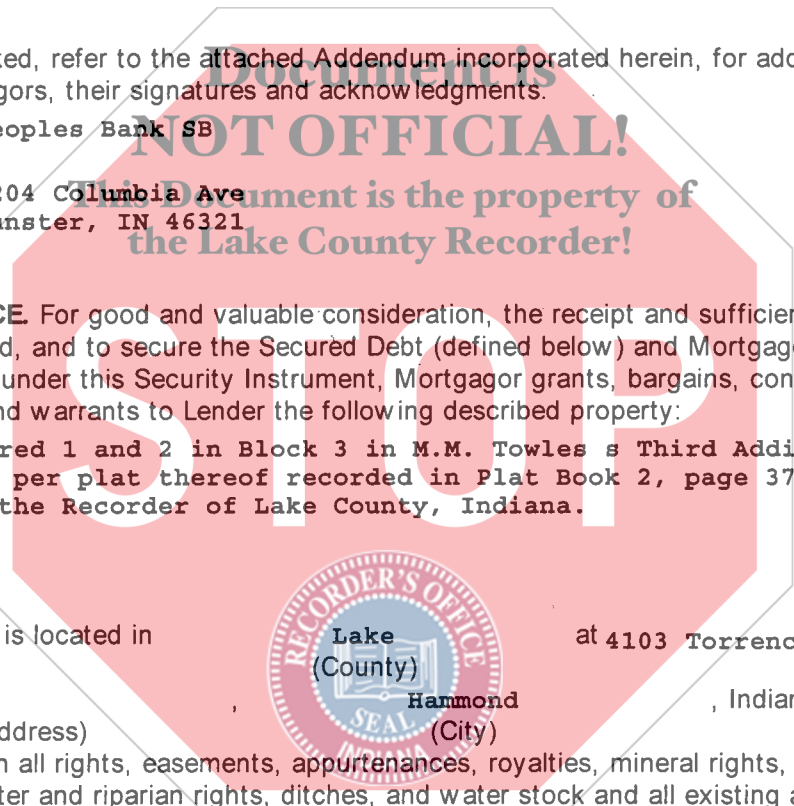 ked, refer to the attached Addendum incorporated herein, for add
gors, their signatures and acknowledgments.
Document is
NOT OFFICIAL!
This Document is the property of
the Lake County Recorder!
eoples Bank SB
204 Columbia Ave
unster, IN 46321
CE. For good and valuable consideration, the receipt and sufficien
d, and to secure the Secured Debt (defined below) and Mortgago
under this Security Instrument, Mortgagor grants, bargains, con
nd warrants to Lender the following described property:
red 1 and 2 in Block 3 in M.M. Towles s Third Addi
per plat thereof recorded in Plat Book 2, page 37
the Recorder of Lake County, Indiana.
STOP
is located in Lake at 4103 Torrenc
(County)
, Hammond , Indian
ddress) (City)
RECORDER'S OFFICE
SEAL
INDIANA
n all rights, easements, appurtenances, royalties, mineral rights,
ter and riparian rights, ditches, and water stock and all existing a